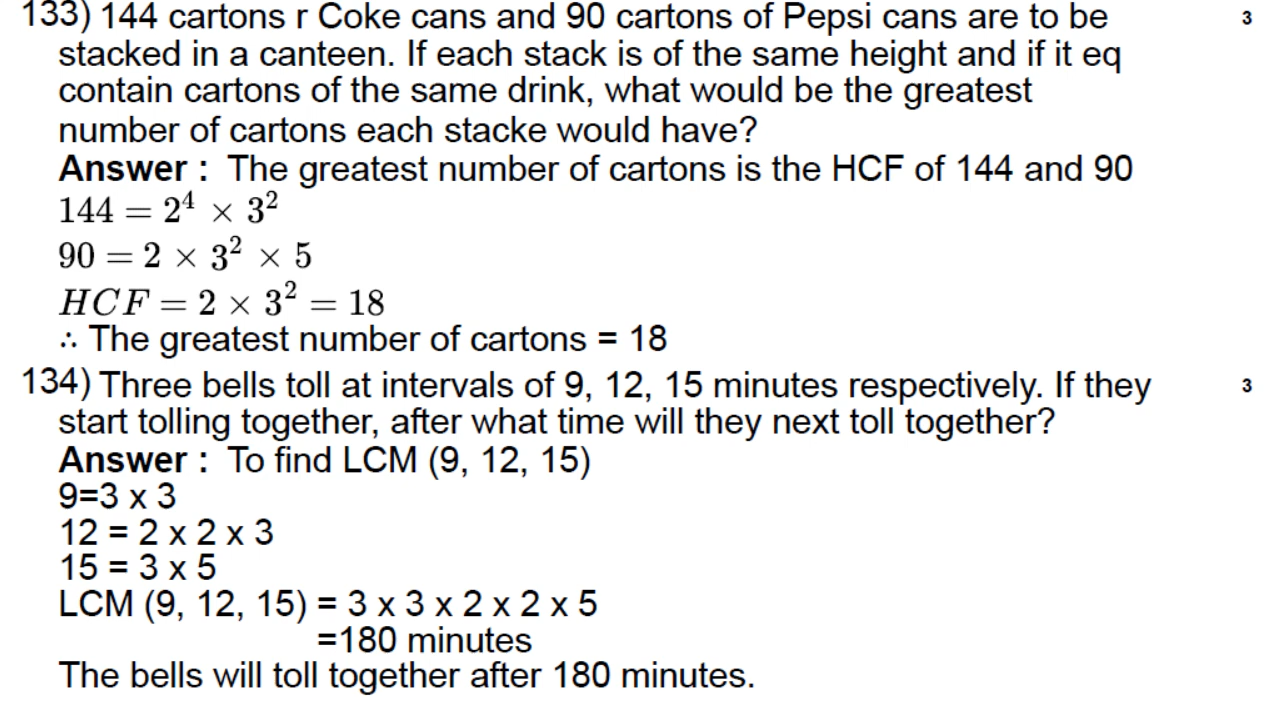 133) 144 cartons r Coke cans and 90 cartons of Pepsi cans are to be 3
stacked in a canteen. If each stack is of the same height and if it eq
contain cartons of the same drink, what would be the greatest
number of cartons each stacke would have?
Answer : The greatest number of cartons is the HCF of 144 and 90
144 = 2⁴ × 3²
90 = 2 × 3² × 5
HCF = 2 × 3² = 18
∴ The greatest number of cartons = 18
134) Three bells toll at intervals of 9, 12, 15 minutes respectively. If they 3
start tolling together, after what time will they next toll together?
Answer : To find LCM (9, 12, 15)
9=3 x 3
12 = 2 x 2 x 3
15 = 3 x 5
LCM (9, 12, 15) = 3 x 3 x 2 x 2 x 5
=180 minutes
The bells will toll together after 180 minutes.